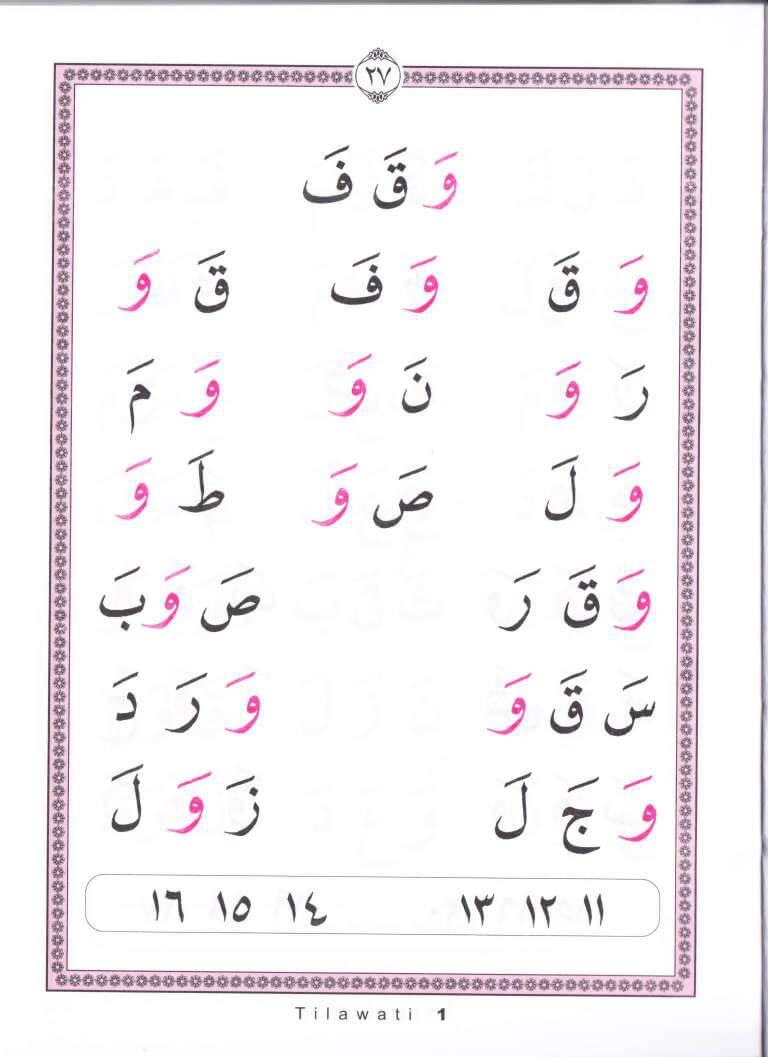 ٢٧
وَ قَ فَ
وَ قَ وَ فَ قَ وَ
رَ وَ نَ وَ وَ مَ
وَ لَ صَ وَ طَ وَ
وَ قَ رَ صَ وَ بَ
سَ قَ وَ وَ رَ دَ
وَ جَ لَ زَ وَ لَ
١١ ١٢ ١٣ ١٤ ١٥ ١٦
Tilawati 1